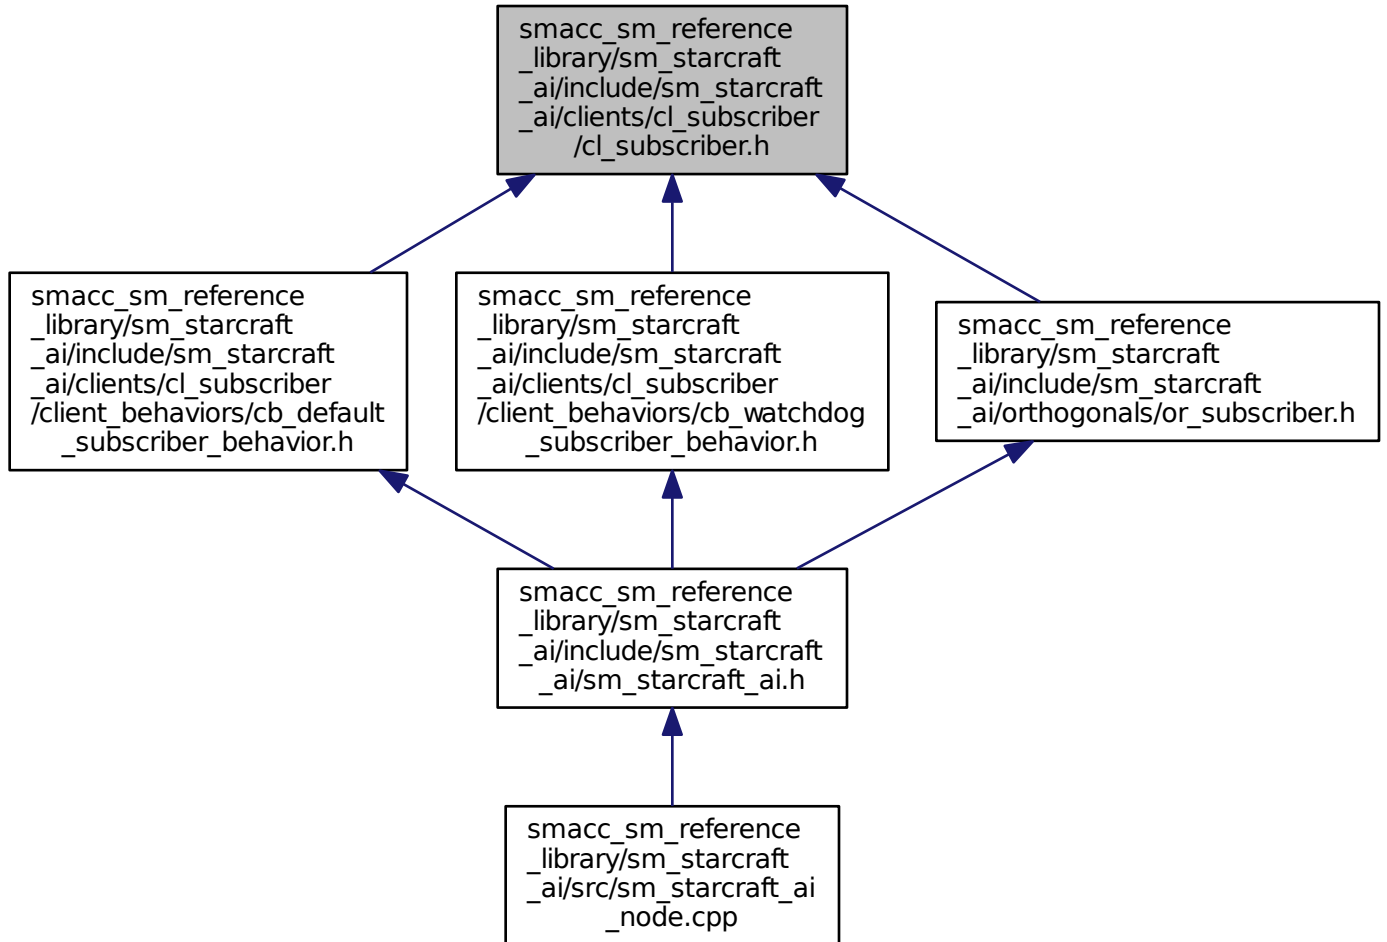 smacc_sm_reference
_library/sm_starcraft
_ai/include/sm_starcraft
_ai/clients/cl_subscriber
/cl_subscriber.h
smacc_sm_reference
_library/sm_starcraft
_ai/include/sm_starcraft
_ai/clients/cl_subscriber
/client_behaviors/cb_default
_subscriber_behavior.h
smacc_sm_reference
_library/sm_starcraft
_ai/include/sm_starcraft
_ai/clients/cl_subscriber
/client_behaviors/cb_watchdog
_subscriber_behavior.h
smacc_sm_reference
_library/sm_starcraft
_ai/include/sm_starcraft
_ai/orthogonals/or_subscriber.h
smacc_sm_reference
_library/sm_starcraft
_ai/include/sm_starcraft
_ai/sm_starcraft_ai.h
smacc_sm_reference
_library/sm_starcraft
_ai/src/sm_starcraft_ai
_node.cpp